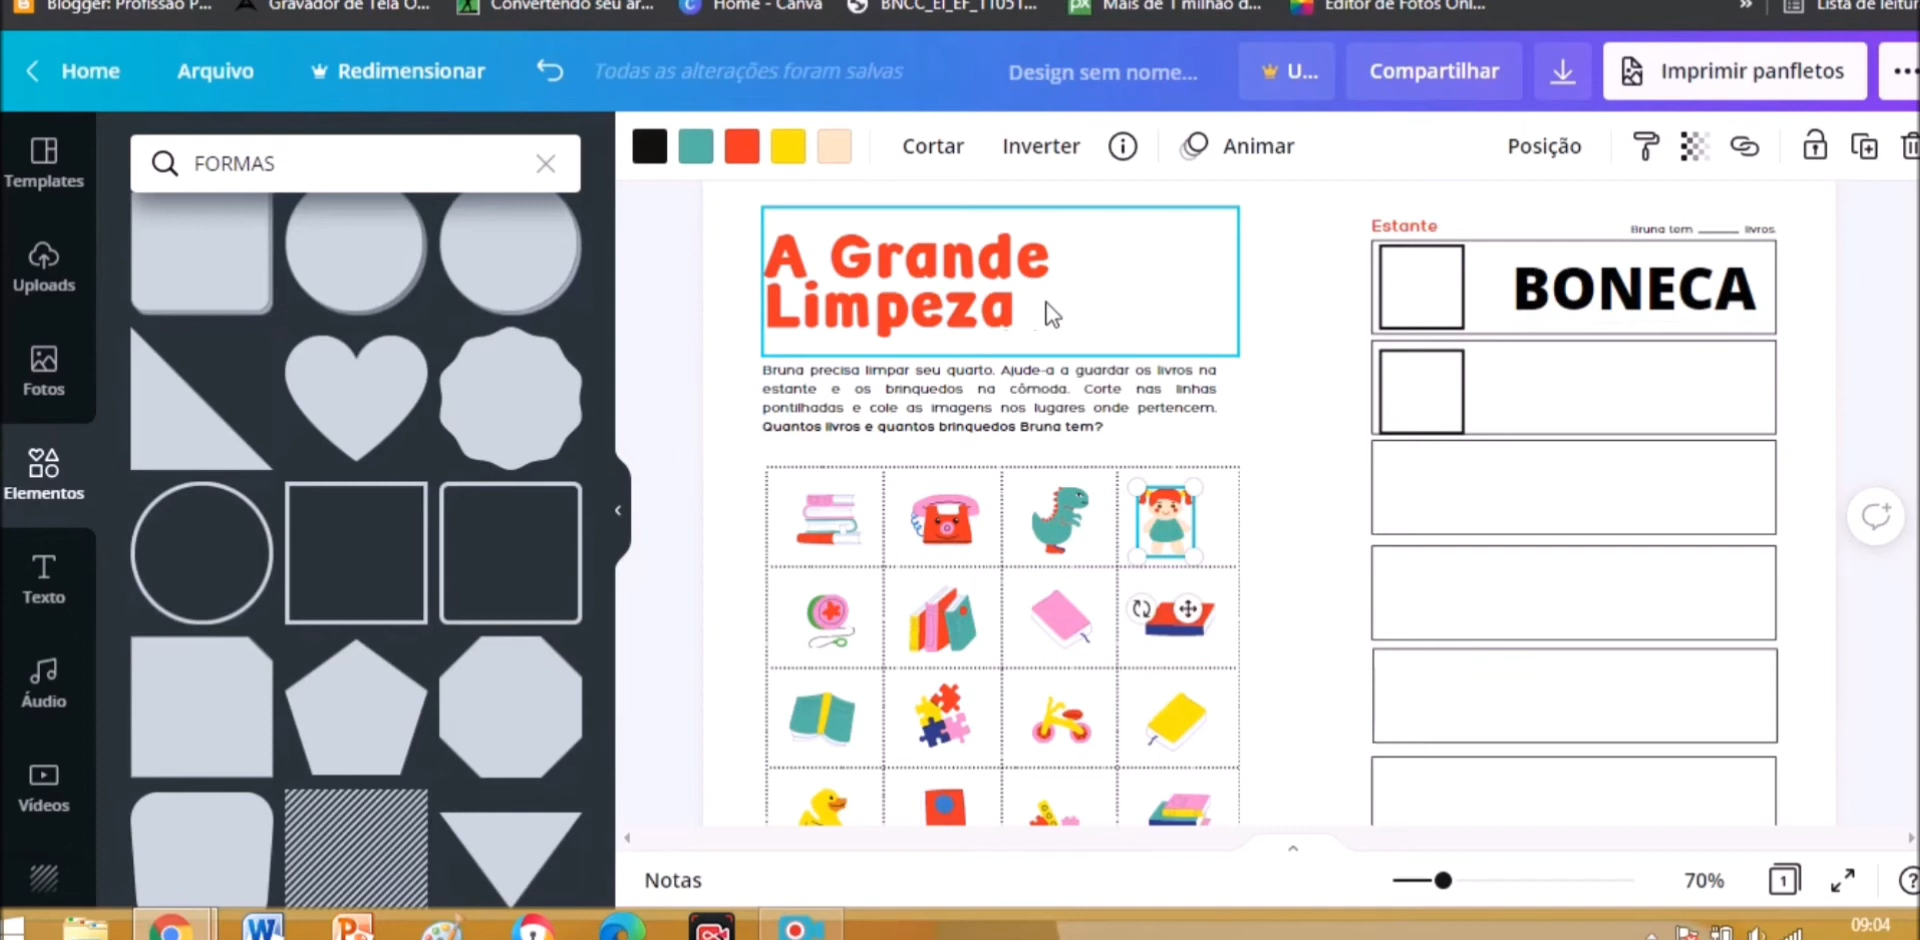 Blogger: Profissão P...
Gravador de Tela O...
Convertendo seu ar...
Home - Canva
BNCC_EI_EF_11051...
Mais de 1 milhão d...
Editor de Fotos Onl...
»
Lista de leitur
Home
Arquivo
Redimensionar
Todas as alterações foram salvas
Design sem nome...
U...
Compartilhar
Imprimir panfletos
Templates
Uploads
Fotos
Elementos
Texto
Áudio
Vídeos
FORMAS
Cortar
Inverter
Animar
Posição
A Grande
Limpeza
Bruna precisa limpar seu quarto. Ajude-a a guardar os livros na
estante e os brinquedos na cômoda. Corte nas linhas
pontilhadas e cole as imagens nos lugares onde pertencem.
Quantos livros e quantos brinquedos Bruna tem?
Estante
Bruna tem ______ livros.
BONECA
Notas
70%
1
09:04